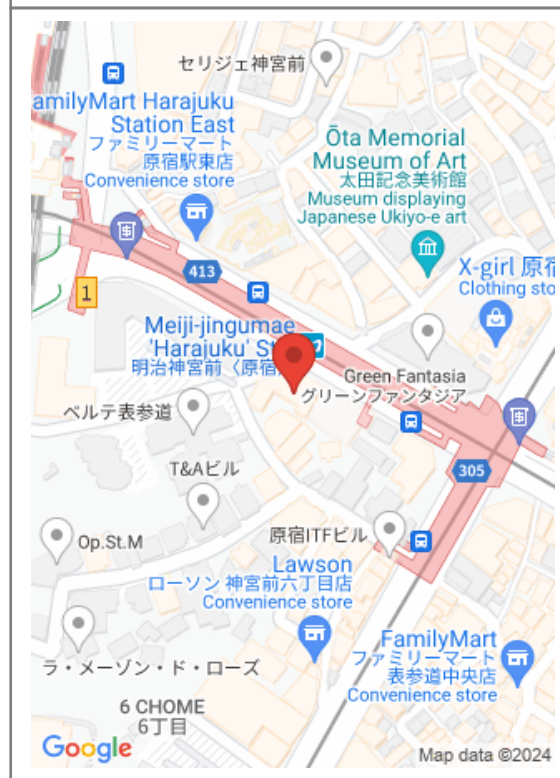 セリジェ神宮前
amilyMart Harajuku
Station East
ファミリーマート
原宿駅東店
Convenience store
Ōta Memorial
Museum of Art
太田記念美術館
Museum displaying
Japanese Ukiyo-e art
413
X-girl 原宿
Clothing sto
1
Meiji-jingumae
'Harajuku' St
明治神宮前〈原宿
Green Fantasia
グリーンファンタジア
ベルテ表参道
T&Aビル
305
Op.St.M
原宿ITFビル
Lawson
ローソン 神宮前六丁目店
Convenience store
FamilyMart
ファミリーマート
表参道中央店
Convenience store
ラ・メーゾン・ド・ローズ
6 CHOME
6丁目
Google
Map data ©2024